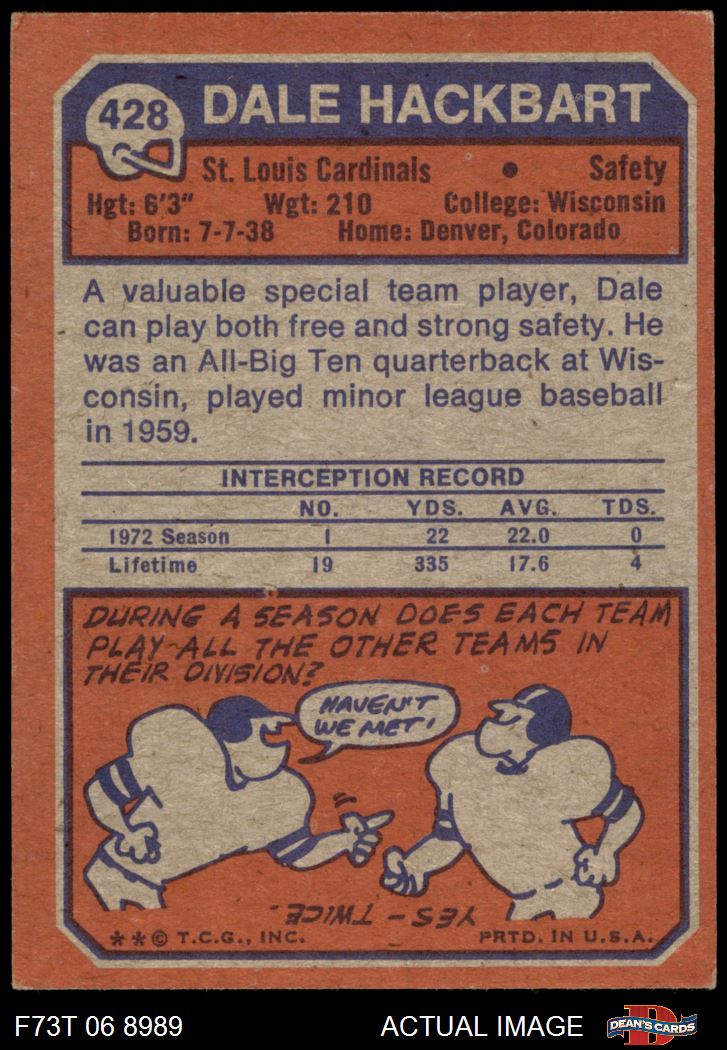 428
DALE HACKBART
St. Louis Cardinals • Safety
Hgt: 6'3" Wgt: 210 College: Wisconsin
Born: 7-7-38 Home: Denver, Colorado
A valuable special team player, Dale
can play both free and strong safety. He
was an All-Big Ten quarterback at Wis-
consin, played minor league baseball
in 1959.
INTERCEPTION RECORD
NO. YDS. AVG. TDS.
1972 Season 1 22 22.0 0
Lifetime 19 335 17.6 4
DURING A SEASON DOES EACH TEAM
PLAY ALL THE OTHER TEAMS IN
THEIR DIVISION?
HAVEN'T
WE MET!
YES - TWICE.
**© T.C.G., INC. PRTD. IN U.S.A.
F73T 06 8989 ACTUAL IMAGE DEAN'S CARDS